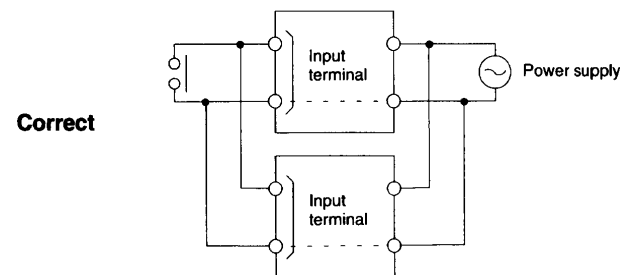 Input
terminal
Power supply
Correct
Input
terminal